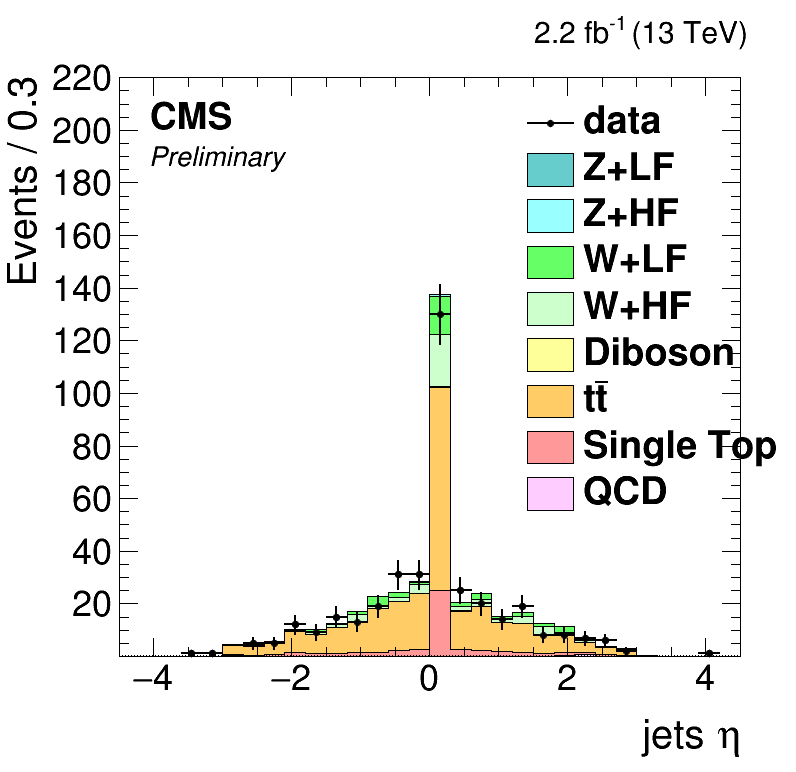 2.2 fb⁻¹ (13 TeV)
Events / 0.3
220
200
180
160
140
120
100
80
60
40
20
CMS
Preliminary
data
Z+LF
Z+HF
W+LF
W+HF
Diboson
tt̄
Single Top
QCD
−4 −2 0 2 4
jets η